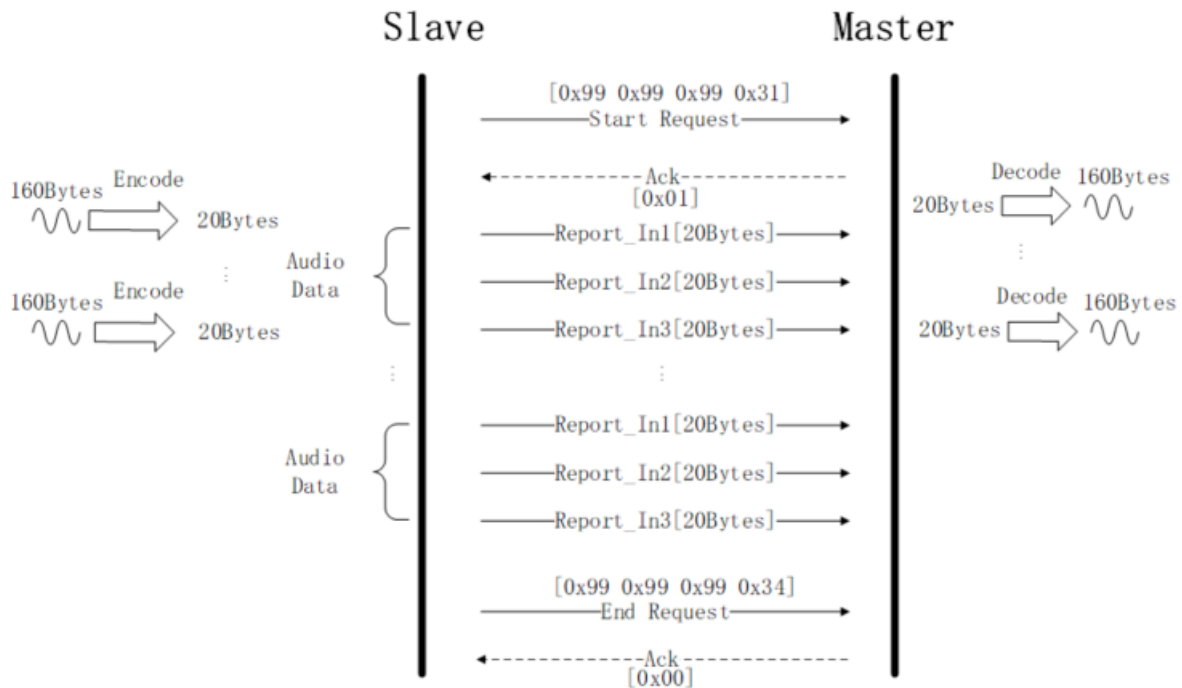 Slave
Master
[0x99 0x99 0x99 0x31]
Start Request
Ack
[0x01]
160Bytes
Encode
20Bytes
160Bytes
Encode
20Bytes
Audio
Data
Report_In1[20Bytes]
Report_In2[20Bytes]
Report_In3[20Bytes]
Decode
20Bytes
160Bytes
Decode
20Bytes
160Bytes
Audio
Data
Report_In1[20Bytes]
Report_In2[20Bytes]
Report_In3[20Bytes]
[0x99 0x99 0x99 0x34]
End Request
Ack
[0x00]